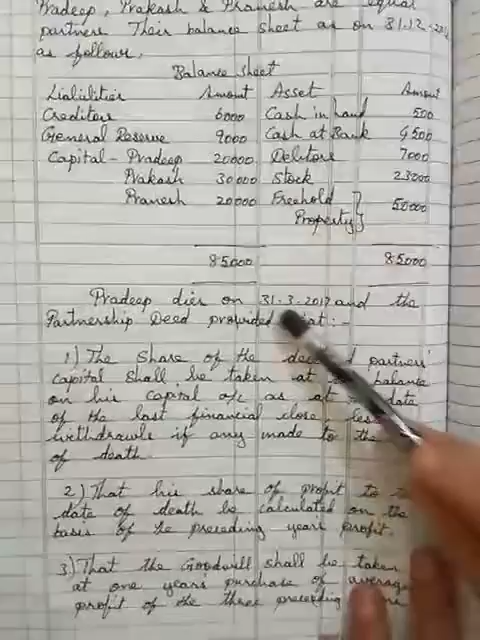 Pradeep, Prakash & Pranesh are equal
partners Their balance sheet as on 31.12
as follows.
Balance sheet
Liabilities Amount Asset Amount
Creditors 6000 Cash in hand 500
General Reserve 9000 Cash at Bank 9500
Capital - Pradeep 20000 Debitors 7000
Prakash 30000 Stock 23000
Pranesh 20000 Freehold
Property 50000
85000 85000
Pradeep dies on 31.3.2017 and the
Partnership Deed provided that:-
1) The share of the partners'
capital shall be taken at balance
on his capital a/c as at date
of the last financial close less
withdrawls if any made to the
of death.
2) That his share of profit to
date of death be calculated on the
basis of the preceding years profit.
3) That the Goodwill shall be taken
at one years purchase of average
profit of the three preceding